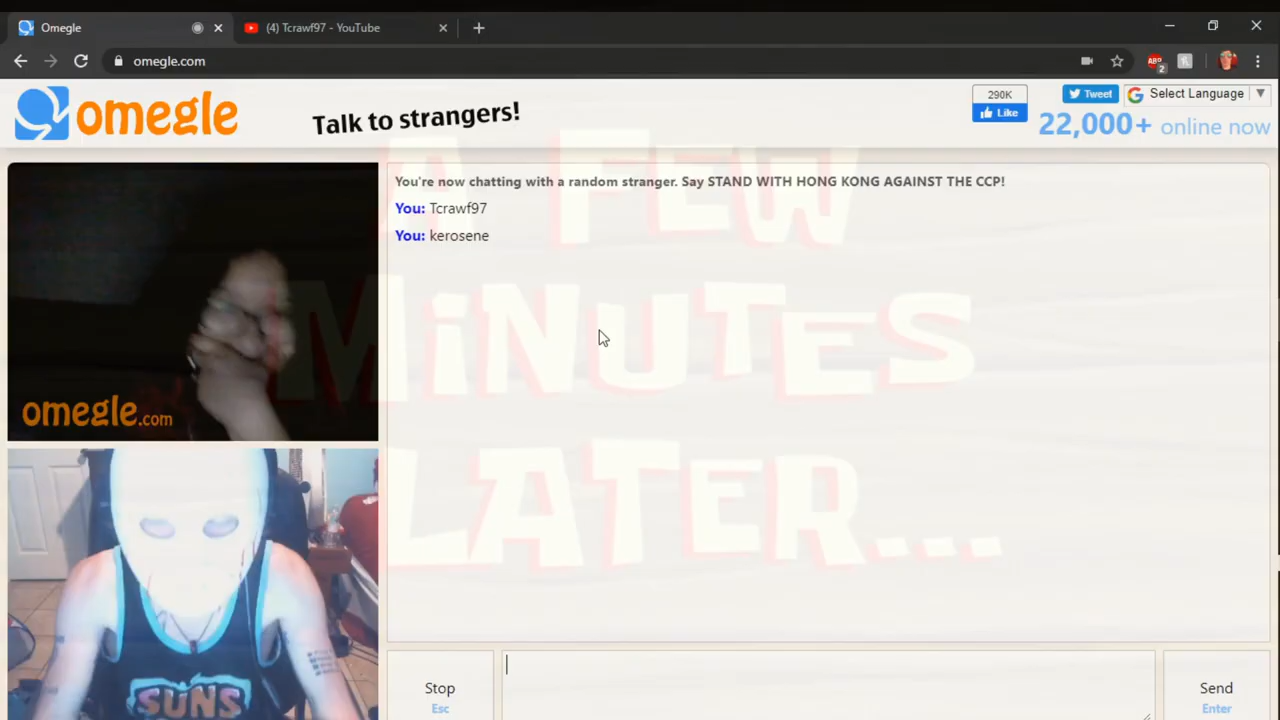 Omegle
(4) Tcrawf97 - YouTube
omegle.com
ABP
2
omegle
Talk to strangers!
290K
Like
Tweet
G Select Language
22,000+ online now
You're now chatting with a random stranger. Say STAND WITH HONG KONG AGAINST THE CCP!
You: Tcrawf97
You: kerosene
A FEW
MiNUTES
LATER...
omegle.com
SUNS
Stop
Esc
Send
Enter